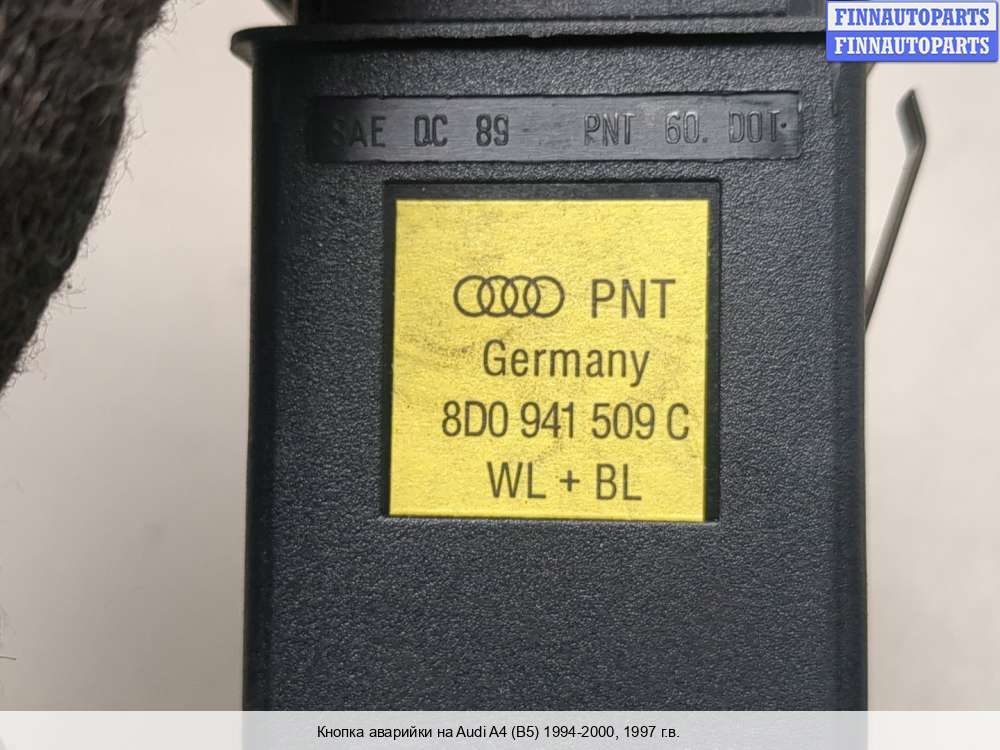 FINNAUTOPARTS
FINNAUTOPARTS
SAE QC 89 PNT 60. DOT
PNT
Germany
8D0 941 509 C
WL + BL
Кнопка аварийки на Audi A4 (B5) 1994-2000, 1997 г.в.